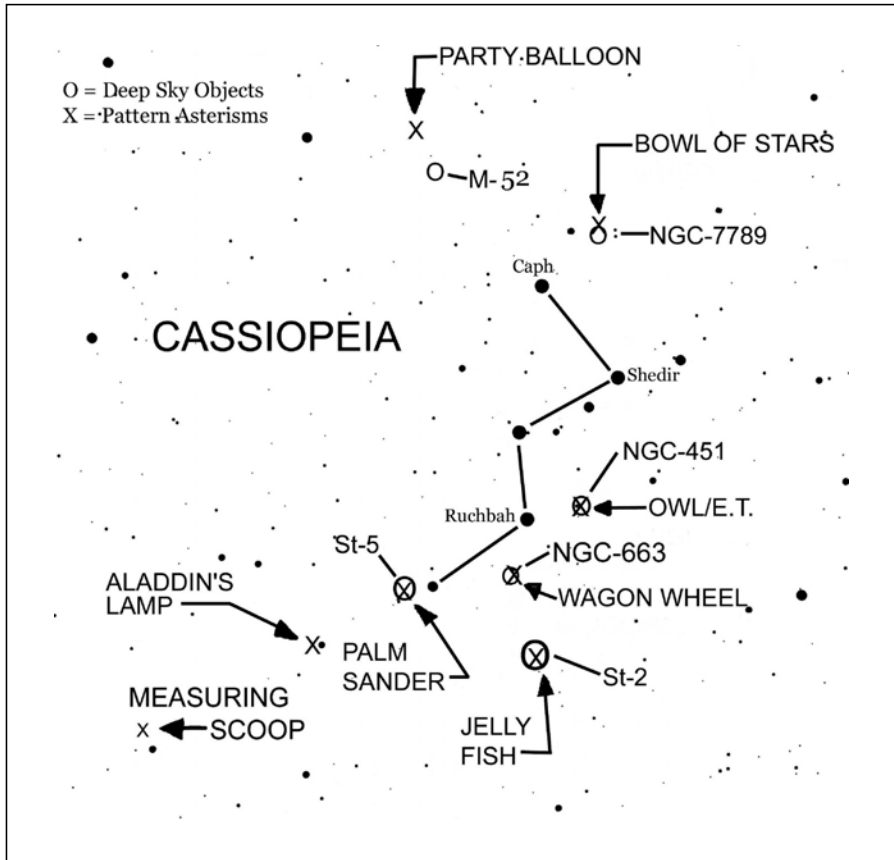 PARTY BALLOON
O = Deep Sky Objects
X = Pattern Asterisms
X
BOWL OF STARS
O
M-52
X
O
NGC-7789
Caph
CASSIOPEIA
Shedir
NGC-451
X
OWL/E.T.
Ruchbah
St-5
NGC-663
X
ALADDIN'S
LAMP
X
WAGON WHEEL
X
PALM
SANDER
X
St-2
MEASURING
X
SCOOP
JELLY
FISH